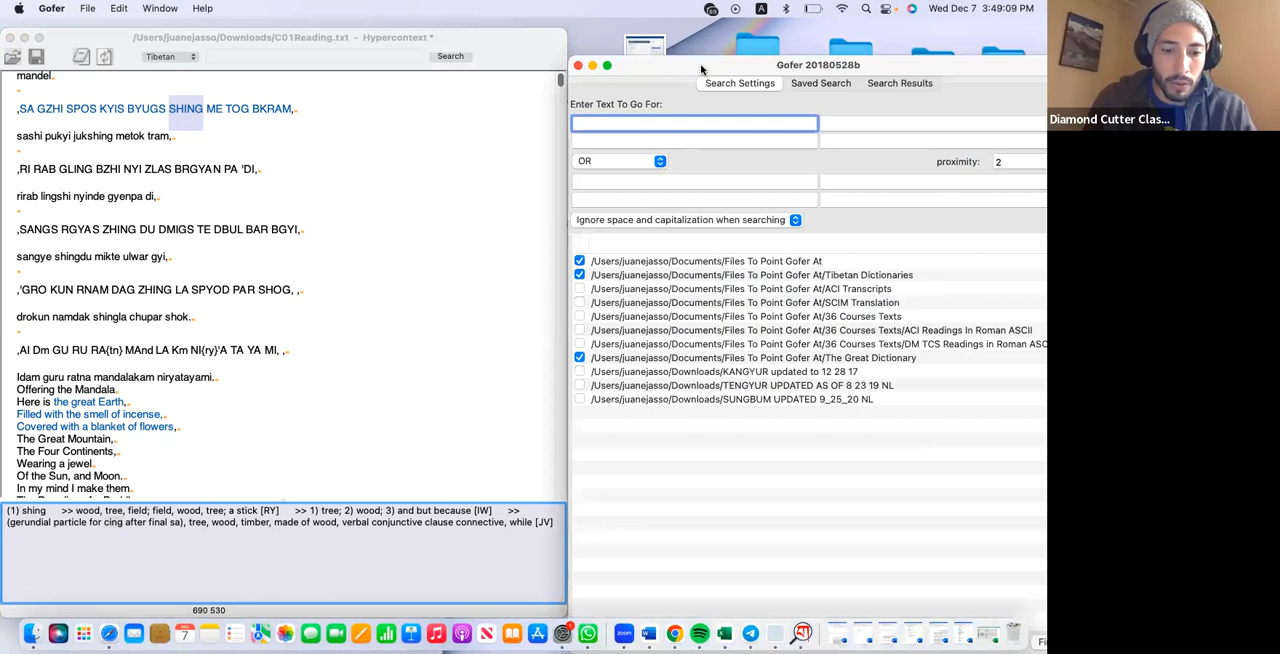 Gofer File Edit Window Help
Wed Dec 7 3:49:09 PM
/Users/juanejasso/Downloads/C01Reading.txt - Hypercontext *
Tibetan
Search
mandel.
,SA GZHI SPOS KYIS BYUGS SHING ME TOG BKRAM,
sashi pukyi jukshing metok tram,
,RI RAB GLING BZHI NYI ZLAS BRGYAN PA 'DI,
rirab lingshi nyinde gyenpa di,
,SANGS RGYAS ZHING DU DMIGS TE DBUL BAR BGYI,
sangye shingdu mikte ulwar gyi,
,'GRO KUN RNAM DAG ZHING LA SPYOD PAR SHOG, ,
drokun namdak shingla chupar shok.
,AI Dm GU RU RA{tn} MAnd LA Km NI{ry}'A TA YA MI, ,
Idam guru ratna mandalakam niryatayami.
Offering the Mandala
Here is the great Earth,
Filled with the smell of incense,
Covered with a blanket of flowers,
The Great Mountain,
The Four Continents,
Wearing a jewel
Of the Sun, and Moon.
In my mind I make them
(1) shing >> wood, tree, field; field, wood, tree; a stick [RY] >> 1) tree; 2) wood; 3) and but because [IW] >>
(gerundial particle for cing after final sa), tree, wood, timber, made of wood, verbal conjunctive clause connective, while [JV]
690 530
Gofer 20180528b
Search Settings Saved Search Search Results
Enter Text To Go For:
OR
proximity: 2
Ignore space and capitalization when searching
/Users/juanejasso/Documents/Files To Point Gofer At
/Users/juanejasso/Documents/Files To Point Gofer At/Tibetan Dictionaries
/Users/juanejasso/Documents/Files To Point Gofer At/ACI Transcripts
/Users/juanejasso/Documents/Files To Point Gofer At/SCIM Translation
/Users/juanejasso/Documents/Files To Point Gofer At/36 Courses Texts
/Users/juanejasso/Documents/Files To Point Gofer At/36 Courses Texts/ACI Readings In Roman ASCII
/Users/juanejasso/Documents/Files To Point Gofer At/36 Courses Texts/DM TCS Readings in Roman ASC
/Users/juanejasso/Documents/Files To Point Gofer At/The Great Dictionary
/Users/juanejasso/Downloads/KANGYUR updated to 12 28 17
/Users/juanejasso/Downloads/TENGYUR UPDATED AS OF 8 23 19 NL
/Users/juanejasso/Downloads/SUNGBUM UPDATED 9_25_20 NL
Diamond Cutter Clas...
zoom